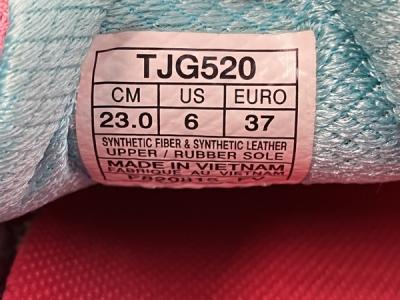 TJG520
CM US EURO
23.0 6 37
SYNTHETIC FIBER & SYNTHETIC LEATHER
UPPER / RUBBER SOLE
MADE IN VIETNAM
FABRIQUE AU VIETNAM